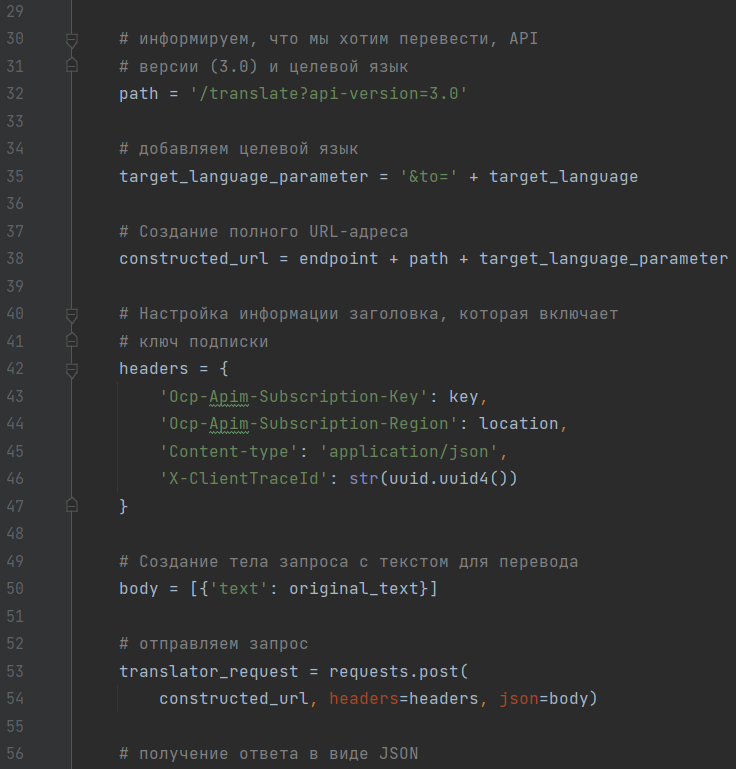 29
30 # информируем, что мы хотим перевести, API
31 # версии (3.0) и целевой язык
32 path = '/translate?api-version=3.0'
33
34 # добавляем целевой язык
35 target_language_parameter = '&to=' + target_language
36
37 # Создание полного URL-адреса
38 constructed_url = endpoint + path + target_language_parameter
39
40 # Настройка информации заголовка, которая включает
41 # ключ подписки
42 headers = {
43 'Ocp-Apim-Subscription-Key': key,
44 'Ocp-Apim-Subscription-Region': location,
45 'Content-type': 'application/json',
46 'X-ClientTraceId': str(uuid.uuid4())
47 }
48
49 # Создание тела запроса с текстом для перевода
50 body = [{'text': original_text}]
51
52 # отправляем запрос
53 translator_request = requests.post(
54 constructed_url, headers=headers, json=body)
55
56 # получение ответа в виде JSON